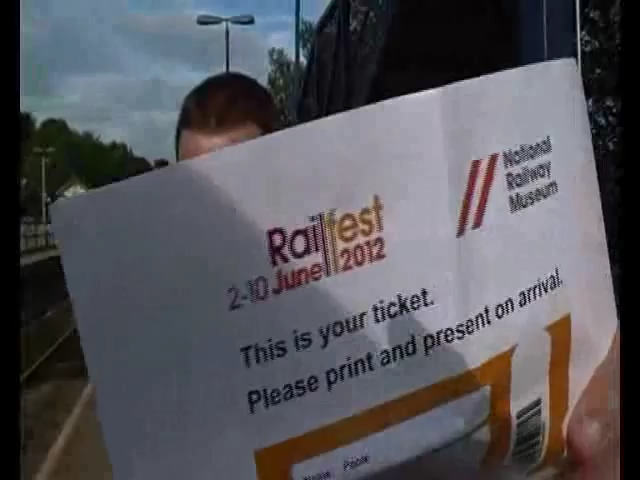 National
Railway
Museum
Railfest
2-10 June 2012
This is your ticket.
Please print and present on arrival.